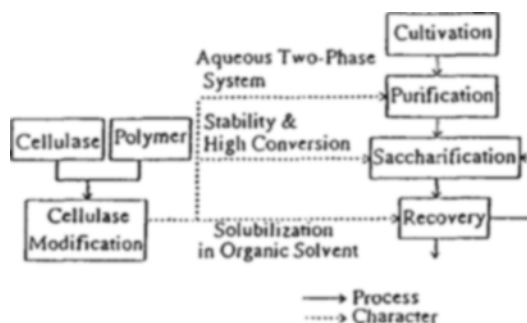 Cultivation
Aqueous Two-Phase
System
Purification
Cellulase
Polymer
Stability &
High Conversion
Saccharification
Cellulase
Modification
Solubilization
in Organic Solvent
Recovery
Process
Character